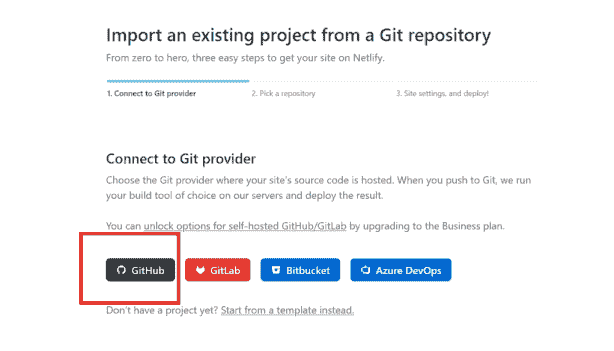 Import an existing project from a Git repository
From zero to hero, three easy steps to get your site on Netlify.
1. Connect to Git provider
2. Pick a repository
3. Site settings, and deploy!
Connect to Git provider
Choose the Git provider where your site's source code is hosted. When you push to Git, we run
your build tool of choice on our servers and deploy the result.
You can unlock options for self-hosted GitHub/GitLab by upgrading to the Business plan.
GitHub
GitLab
Bitbucket
Azure DevOps
Don't have a project yet? Start from a template instead.